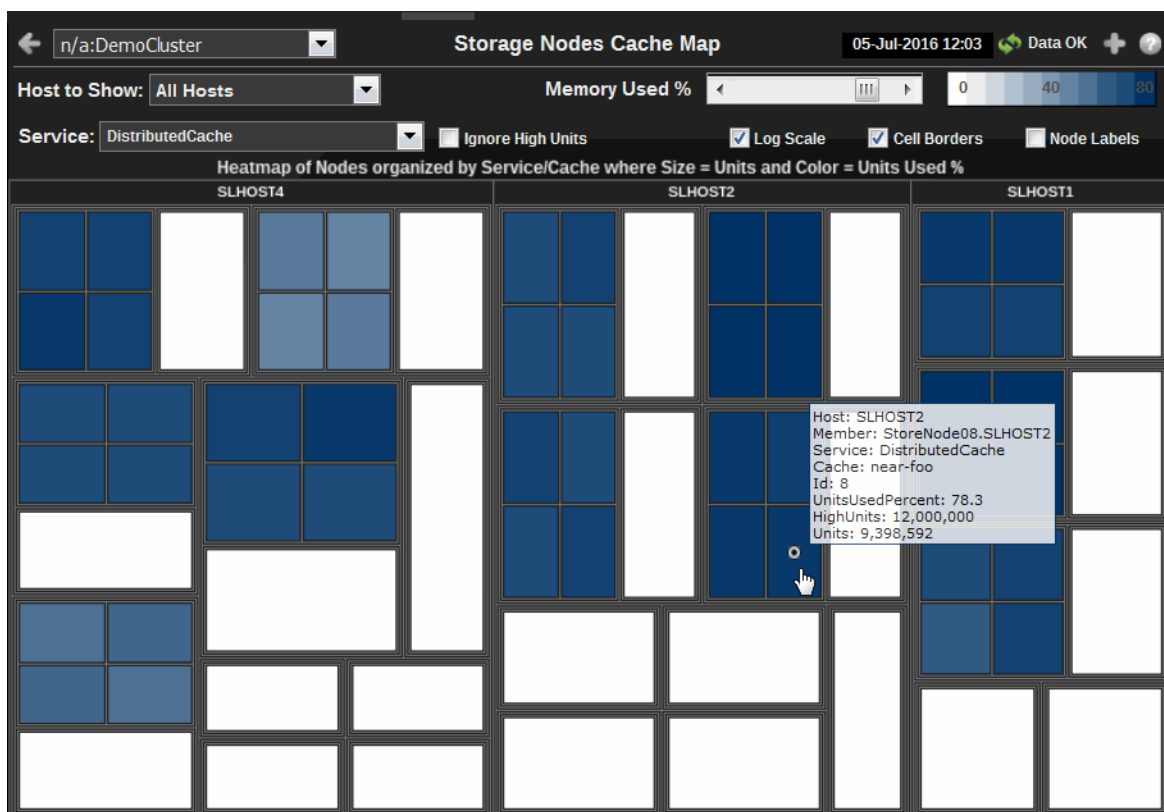 n/a:DemoCluster Storage Nodes Cache Map 05-Jul-2016 12:03 Data OK
Host to Show: All Hosts Memory Used % 0 40 80
Service: DistributedCache Ignore High Units Log Scale Cell Borders Node Labels
Heatmap of Nodes organized by Service/Cache where Size = Units and Color = Units Used %
SLHOST4 SLHOST2 SLHOST1
Host: SLHOST2
Member: StoreNode08.SLHOST2
Service: DistributedCache
Cache: near-foo
Id: 8
UnitsUsedPercent: 78.3
HighUnits: 12,000,000
Units: 9,398,592